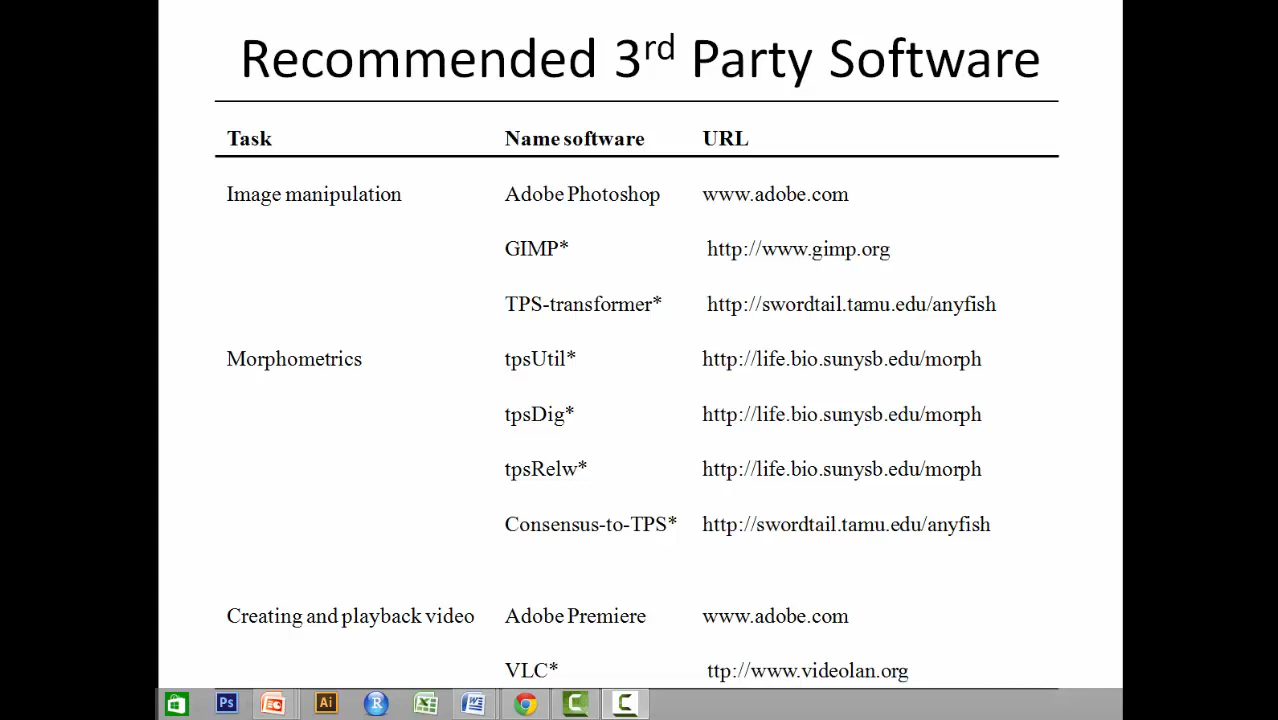 Recommended 3rd Party Software
Task Name software URL
Image manipulation Adobe Photoshop www.adobe.com
GIMP* http://www.gimp.org
TPS-transformer* http://swordtail.tamu.edu/anyfish
Morphometrics tpsUtil* http://life.bio.sunysb.edu/morph
tpsDig* http://life.bio.sunysb.edu/morph
tpsRelw* http://life.bio.sunysb.edu/morph
Consensus-to-TPS* http://swordtail.tamu.edu/anyfish
Creating and playback video Adobe Premiere www.adobe.com
VLC* ttp://www.videolan.org
Ps Ai R